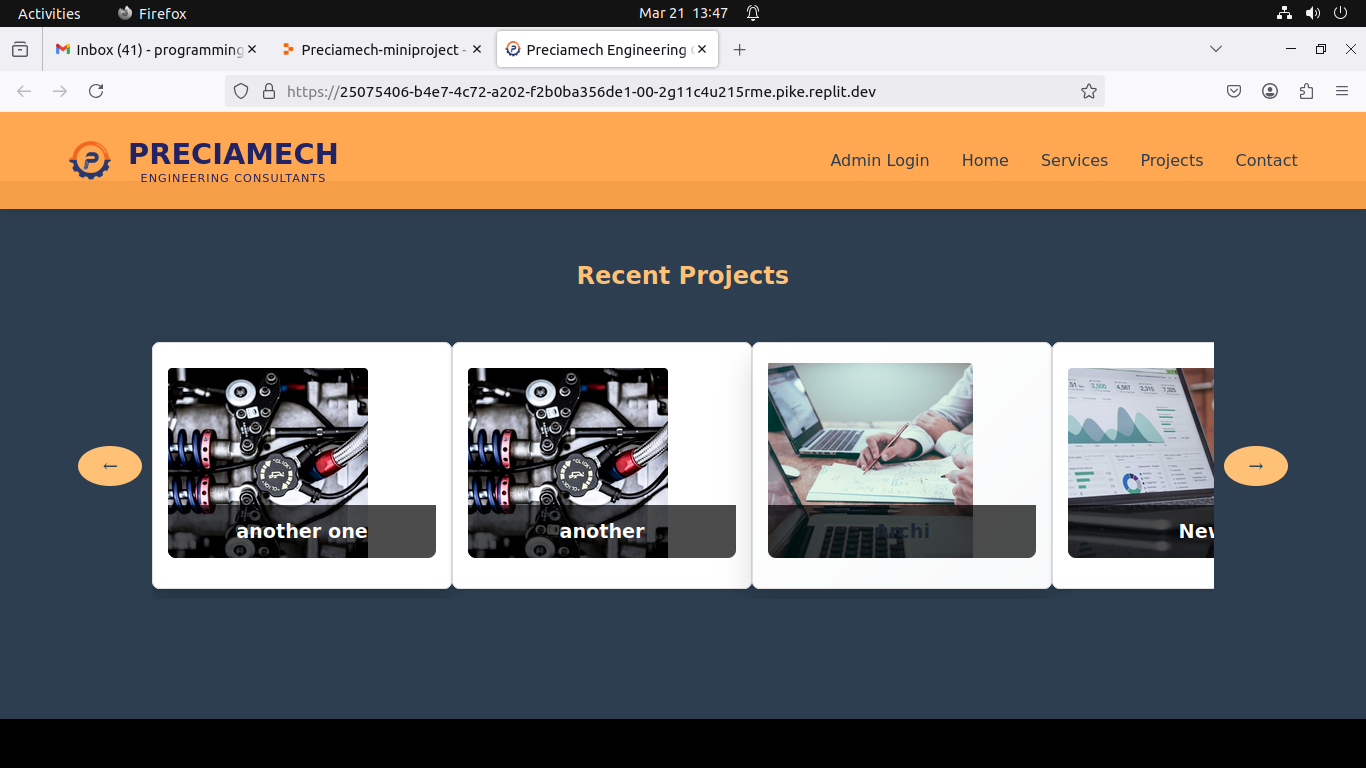 Activities
Firefox
Mar 21 13:47
Inbox (41) - programming
Preciamech-miniproject -
Preciamech Engineering
https://25075406-b4e7-4c72-a202-f2b0ba356de1-00-2g11c4u215rme.pike.replit.dev
PRECIAMECH
ENGINEERING CONSULTANTS
Admin Login
Home
Services
Projects
Contact
Recent Projects
←
another one
another
Archi
New
→